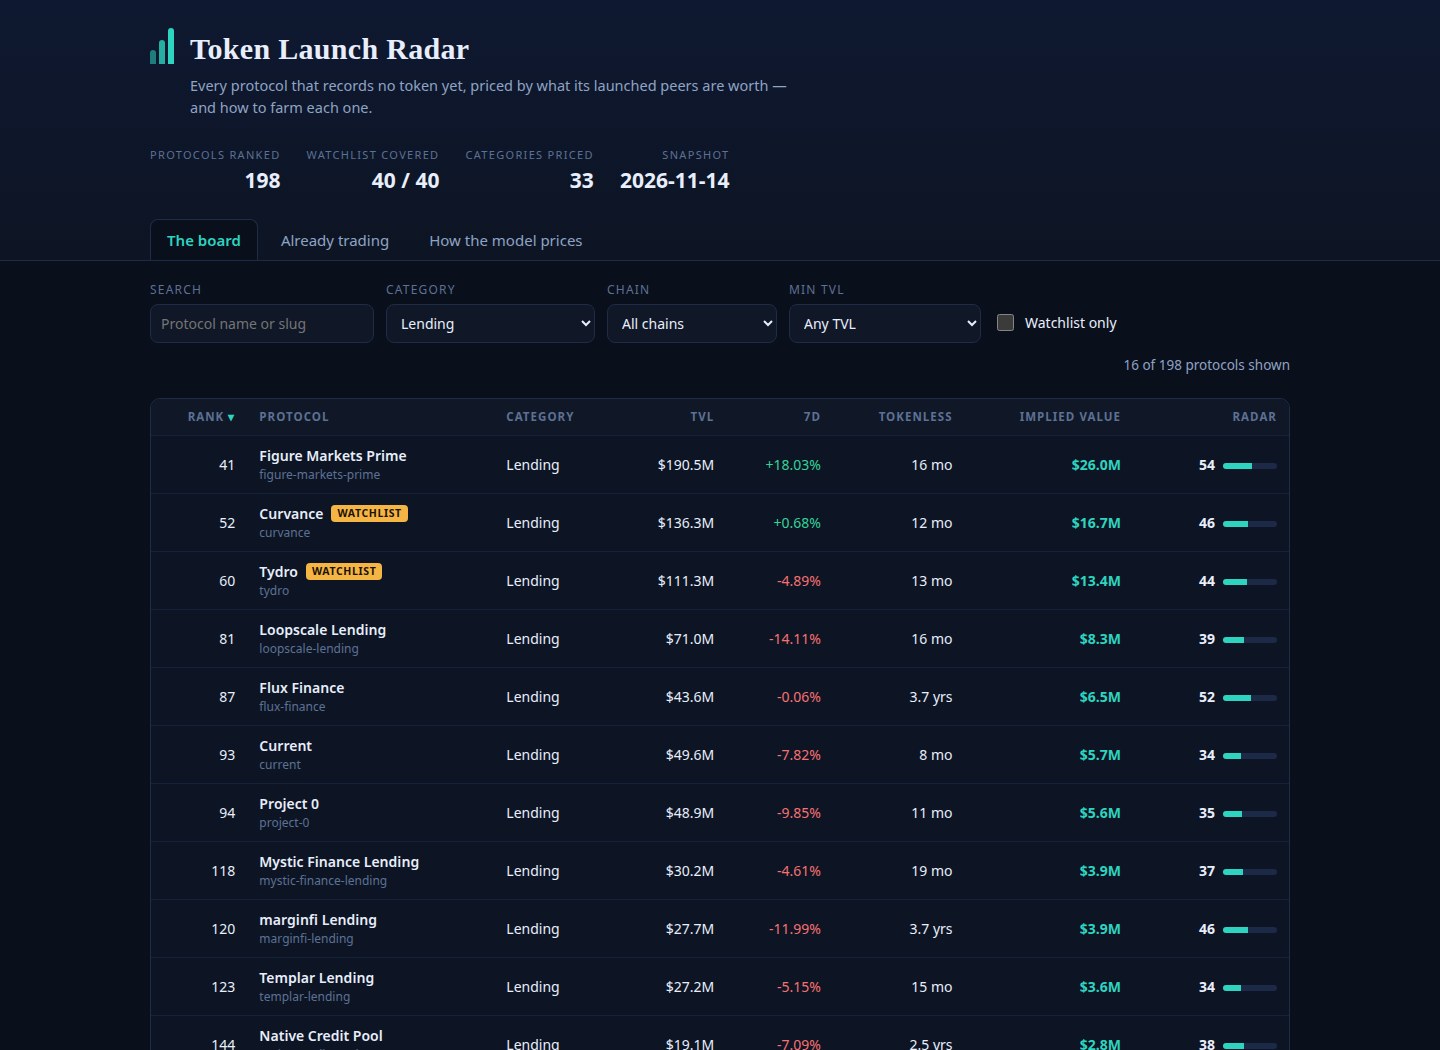 Token Launch Radar
Every protocol that records no token yet, priced by what its launched peers are worth —
and how to farm each one.
PROTOCOLS RANKED WATCHLIST COVERED CATEGORIES PRICED SNAPSHOT
198 40 / 40 33 2026-11-14
The board Already trading How the model prices
SEARCH CATEGORY CHAIN MIN TVL
Protocol name or slug Lending All chains Any TVL Watchlist only
16 of 198 protocols shown
RANK ▼ PROTOCOL CATEGORY TVL 7D TOKENLESS IMPLIED VALUE RADAR
41 Figure Markets Prime Lending $190.5M +18.03% 16 mo $26.0M 54
figure-markets-prime
52 Curvance WATCHLIST Lending $136.3M +0.68% 12 mo $16.7M 46
curvance
60 Tydro WATCHLIST Lending $111.3M -4.89% 13 mo $13.4M 44
tydro
81 Loopscale Lending Lending $71.0M -14.11% 16 mo $8.3M 39
loopscale-lending
87 Flux Finance Lending $43.6M -0.06% 3.7 yrs $6.5M 52
flux-finance
93 Current Lending $49.6M -7.82% 8 mo $5.7M 34
current
94 Project 0 Lending $48.9M -9.85% 11 mo $5.6M 35
project-0
118 Mystic Finance Lending Lending $30.2M -4.61% 19 mo $3.9M 37
mystic-finance-lending
120 marginfi Lending Lending $27.7M -11.99% 3.7 yrs $3.9M 46
marginfi-lending
123 Templar Lending Lending $27.2M -5.15% 15 mo $3.6M 34
templar-lending
144 Native Credit Pool Lending $19.1M -7.09% 2.5 yrs $2.8M 38